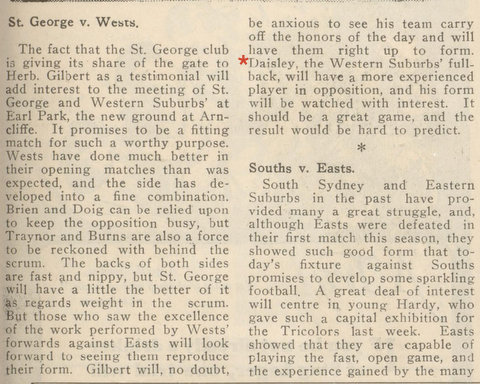 St. George v. Wests.
The fact that the St. George club
is giving its share of the gate to
Herb. Gilbert as a testimonial will
add interest to the meeting of St.
George and Western Suburbs' at
Earl Park, the new ground at Arn-
cliffe. It promises to be a fitting
match for such a worthy purpose.
Wests have done much better in
their opening matches than was
expected, and the side has de-
veloped into a fine combination.
Brien and Doig can be relied upon
to keep the opposition busy, but
Traynor and Burns are also a force
to be reckoned with behind the
scrum. The backs of both sides
are fast and nippy, but St. George
will have a little the better of it
as regards weight in the scrum.
But those who saw the excellence
of the work performed by Wests'
forwards against Easts will look
forward to seeing them reproduce
their form. Gilbert will, no doubt,
be anxious to see his team carry
off the honors of the day and will
have them right up to form.
*Daisley, the Western Suburbs' full-
back, will have a more experienced
player in opposition, and his form
will be watched with interest. It
should be a great game, and the
result would be hard to predict.
*
Souths v. Easts.
South Sydney and Eastern
Suburbs in the past have pro-
vided many a great struggle, and,
although Easts were defeated in
their first match this season, they
showed such good form that to-
day's fixture against Souths
promises to develop some sparkling
football. A great deal of interest
will centre in young Hardy, who
gave such a capital exhibition for
the Tricolors last week. Easts
showed that they are capable of
playing the fast, open game, and
the experience gained by the many